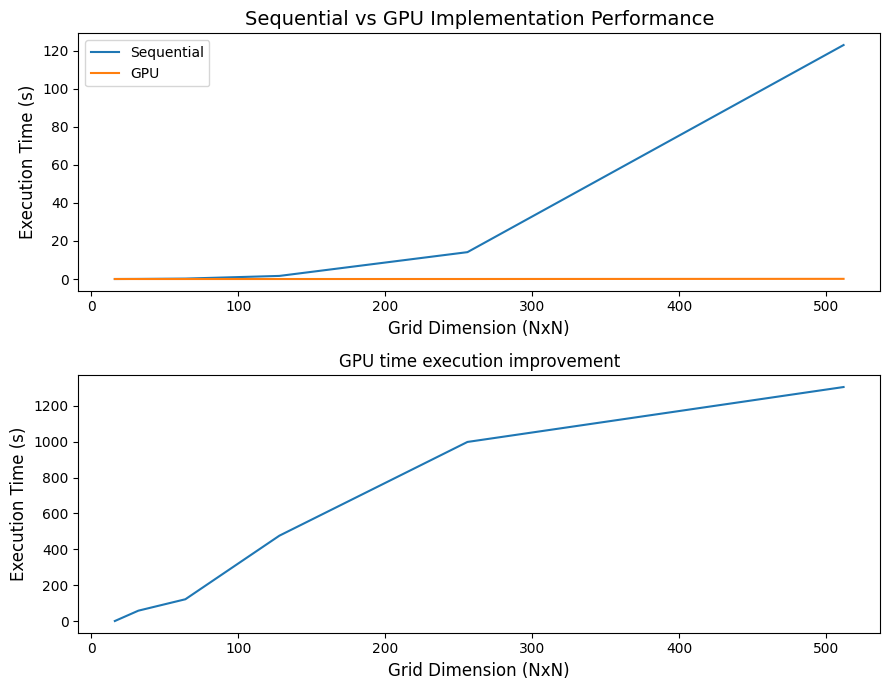 Sequential vs GPU Implementation Performance
Execution Time (s)
120
100
80
60
40
20
0
Sequential
GPU
0 100 200 300 400 500
Grid Dimension (NxN)
GPU time execution improvement
Execution Time (s)
1200
1000
800
600
400
200
0
0 100 200 300 400 500
Grid Dimension (NxN)